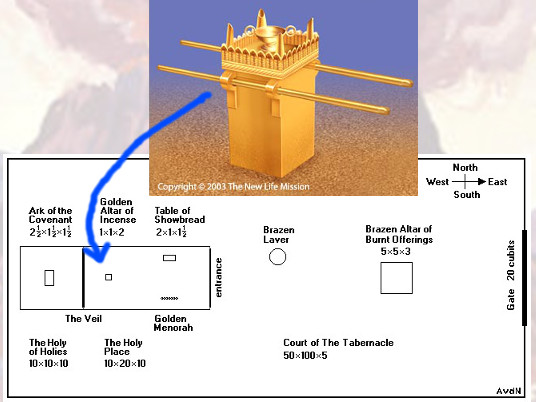 Copyright © 2003 The New Life Mission
North
West East
South
Ark of the
Covenant
2½×1½×1½
Golden
Altar of
Incense
1×1×2
Table of
Showbread
2×1×1½
Brazen
Laver
Brazen Altar of
Burnt Offerings
5×5×3
entrance
Gate 20 cubits
The Veil
Golden
Menorah
The Holy
of Holies
10×10×10
The Holy
Place
10×20×10
Court of The Tabernacle
50×100×5
AvdN